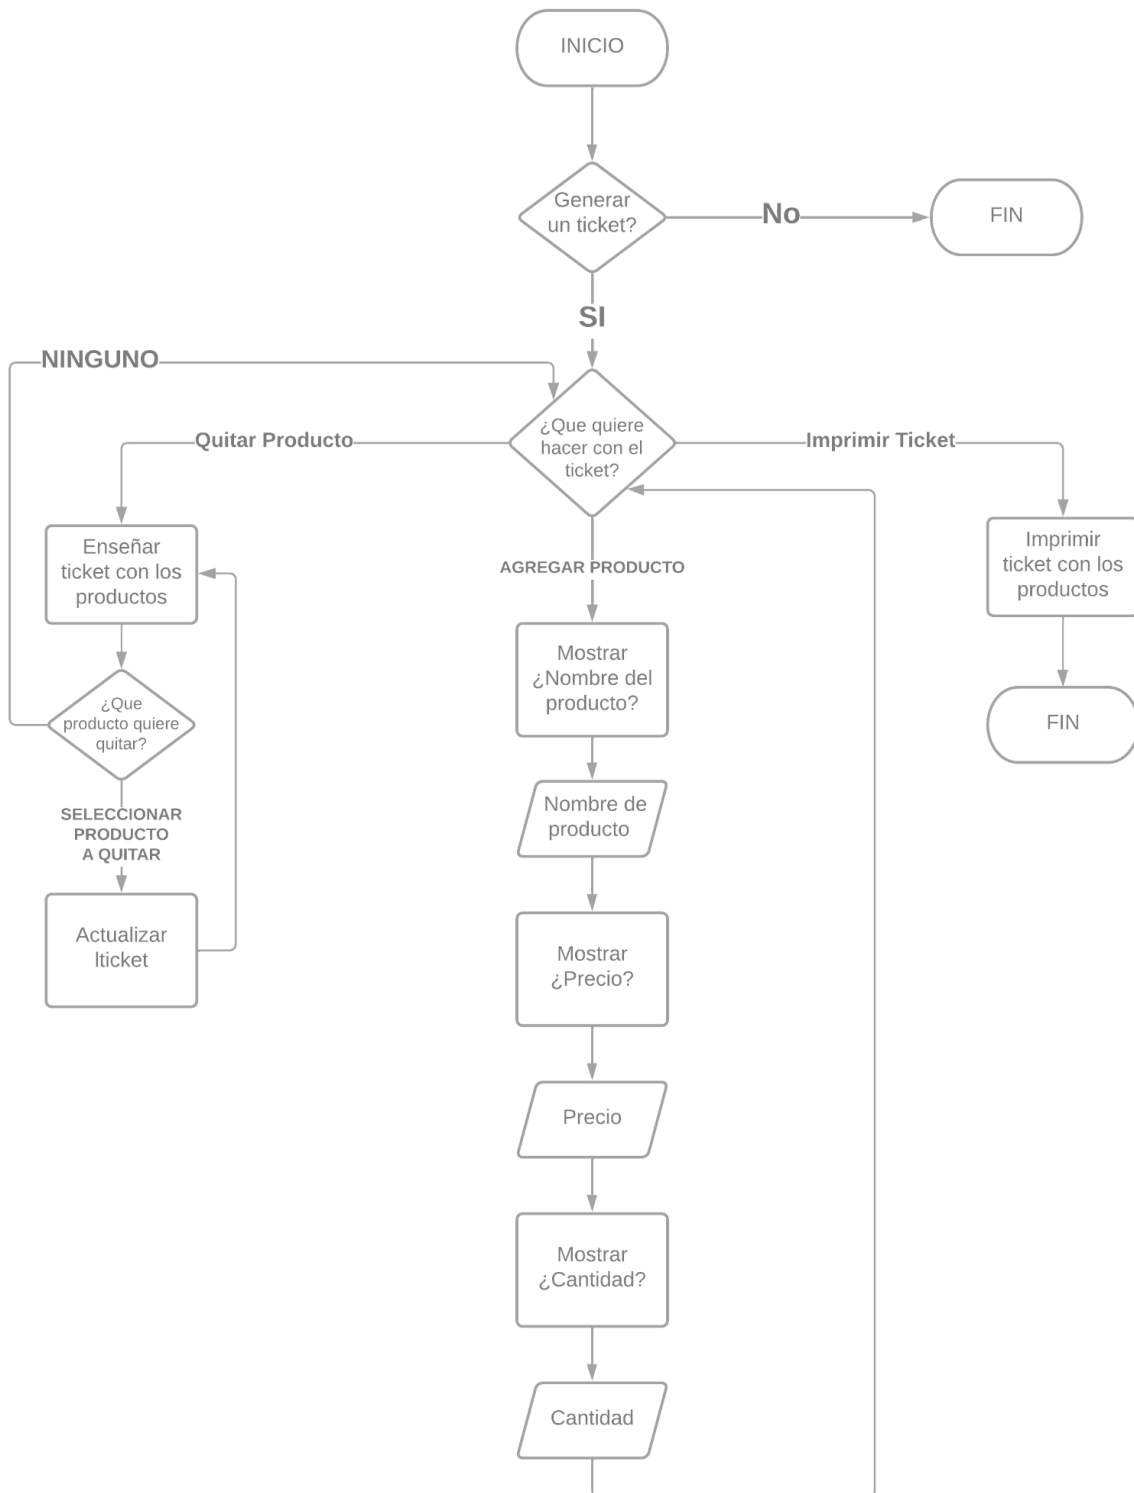 INICIO
Generar
un ticket?
No
FIN
SI
NINGUNO
¿Que quiere
hacer con el
ticket?
Quitar Producto
Imprimir Ticket
Enseñar
ticket con los
productos
AGREGAR PRODUCTO
Imprimir
ticket con los
productos
Mostrar
¿Nombre del
producto?
¿Que
producto quiere
quitar?
FIN
SELECCIONAR
PRODUCTO
A QUITAR
Nombre de
producto
Actualizar
lticket
Mostrar
¿Precio?
Precio
Mostrar
¿Cantidad?
Cantidad